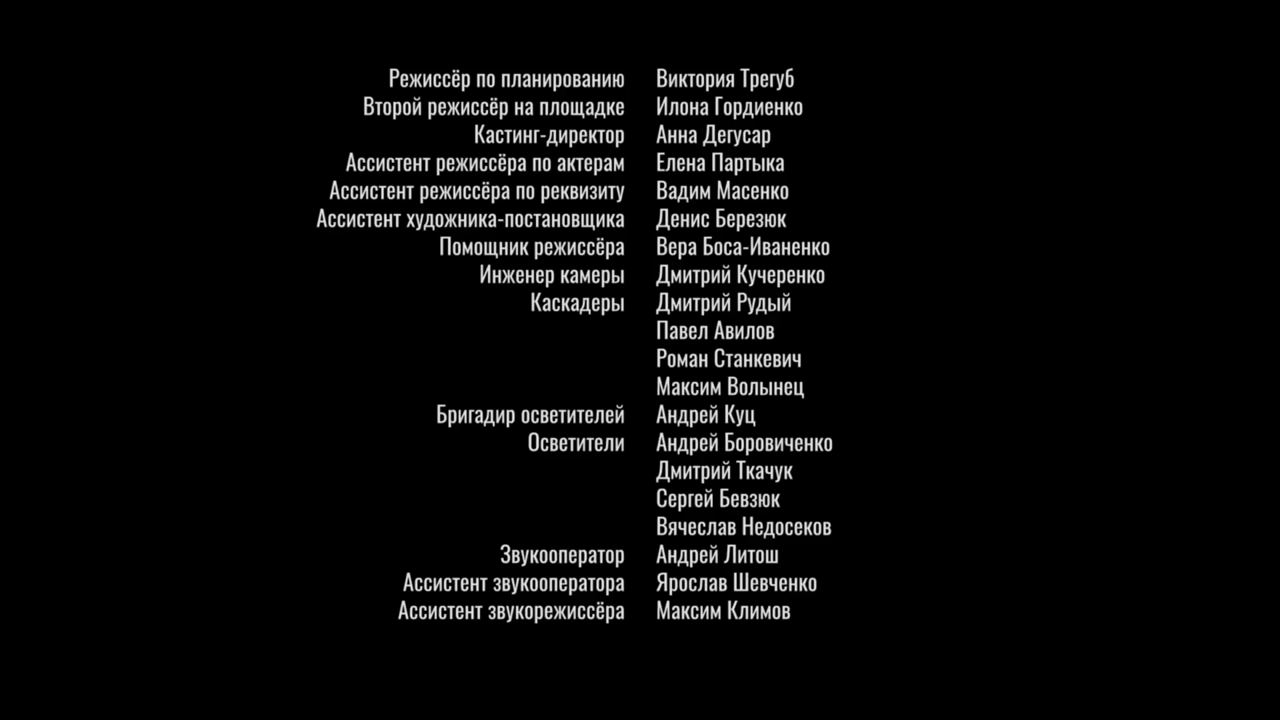 Режиссёр по планированию Виктория Трегуб
Второй режиссёр на площадке Илона Гордиенко
Кастинг-директор Анна Дегусар
Ассистент режиссёра по актерам Елена Партыка
Ассистент режиссёра по реквизиту Вадим Масенко
Ассистент художника-постановщика Денис Березюк
Помощник режиссёра Вера Боса-Иваненко
Инженер камеры Дмитрий Кучеренко
Каскадеры Дмитрий Рудый
Павел Авилов
Роман Станкевич
Максим Волынец
Бригадир осветителей Андрей Куц
Осветители Андрей Боровиченко
Дмитрий Ткачук
Сергей Бевзюк
Вячеслав Недосеков
Звукооператор Андрей Литош
Ассистент звукооператора Ярослав Шевченко
Ассистент звукорежиссёра Максим Климов